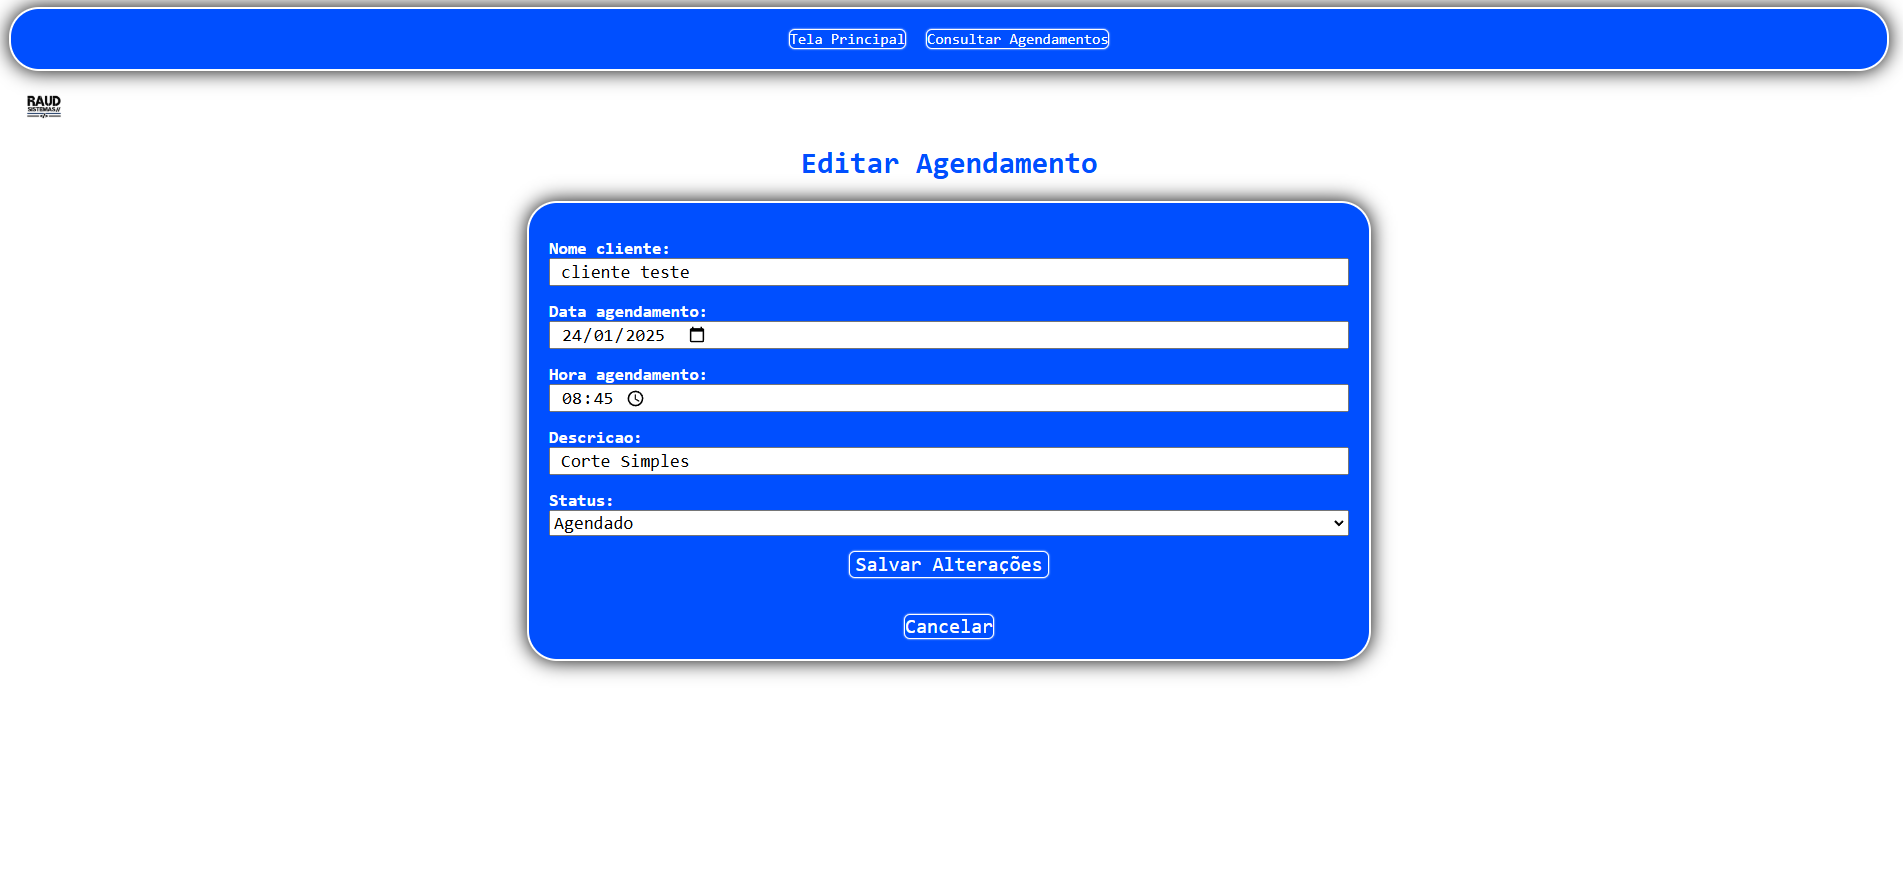 Tela Principal Consultar Agendamentos
RAUD
SISTEMAS//
</>
Editar Agendamento
Nome cliente:
cliente teste
Data agendamento:
24/01/2025
Hora agendamento:
08:45
Descricao:
Corte Simples
Status:
Agendado
Salvar Alterações
Cancelar